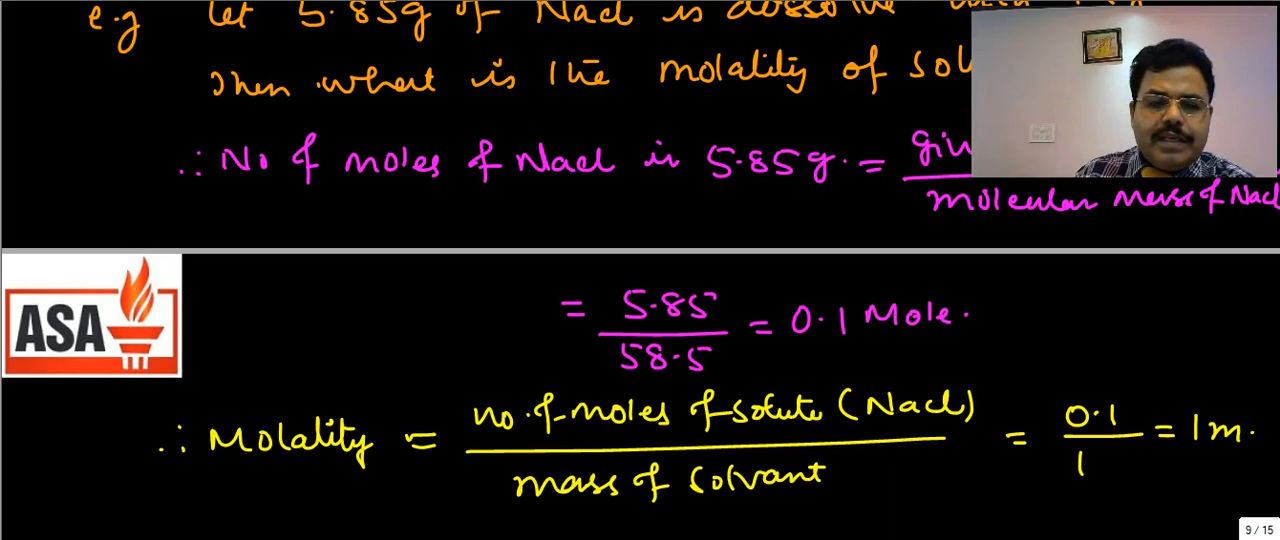 e.g Let 5.85g of Nacl is
Then what is the molality of
∴ No of moles of Nacl is 5.85g. =
molecular mass of Nacl
= 5.85 / 58.5 = 0.1 Mole.
ASA
∴ Molality = no. of moles of solute (Nacl) / mass of solvant = 0.1 / 1 = 1m.
9 / 15